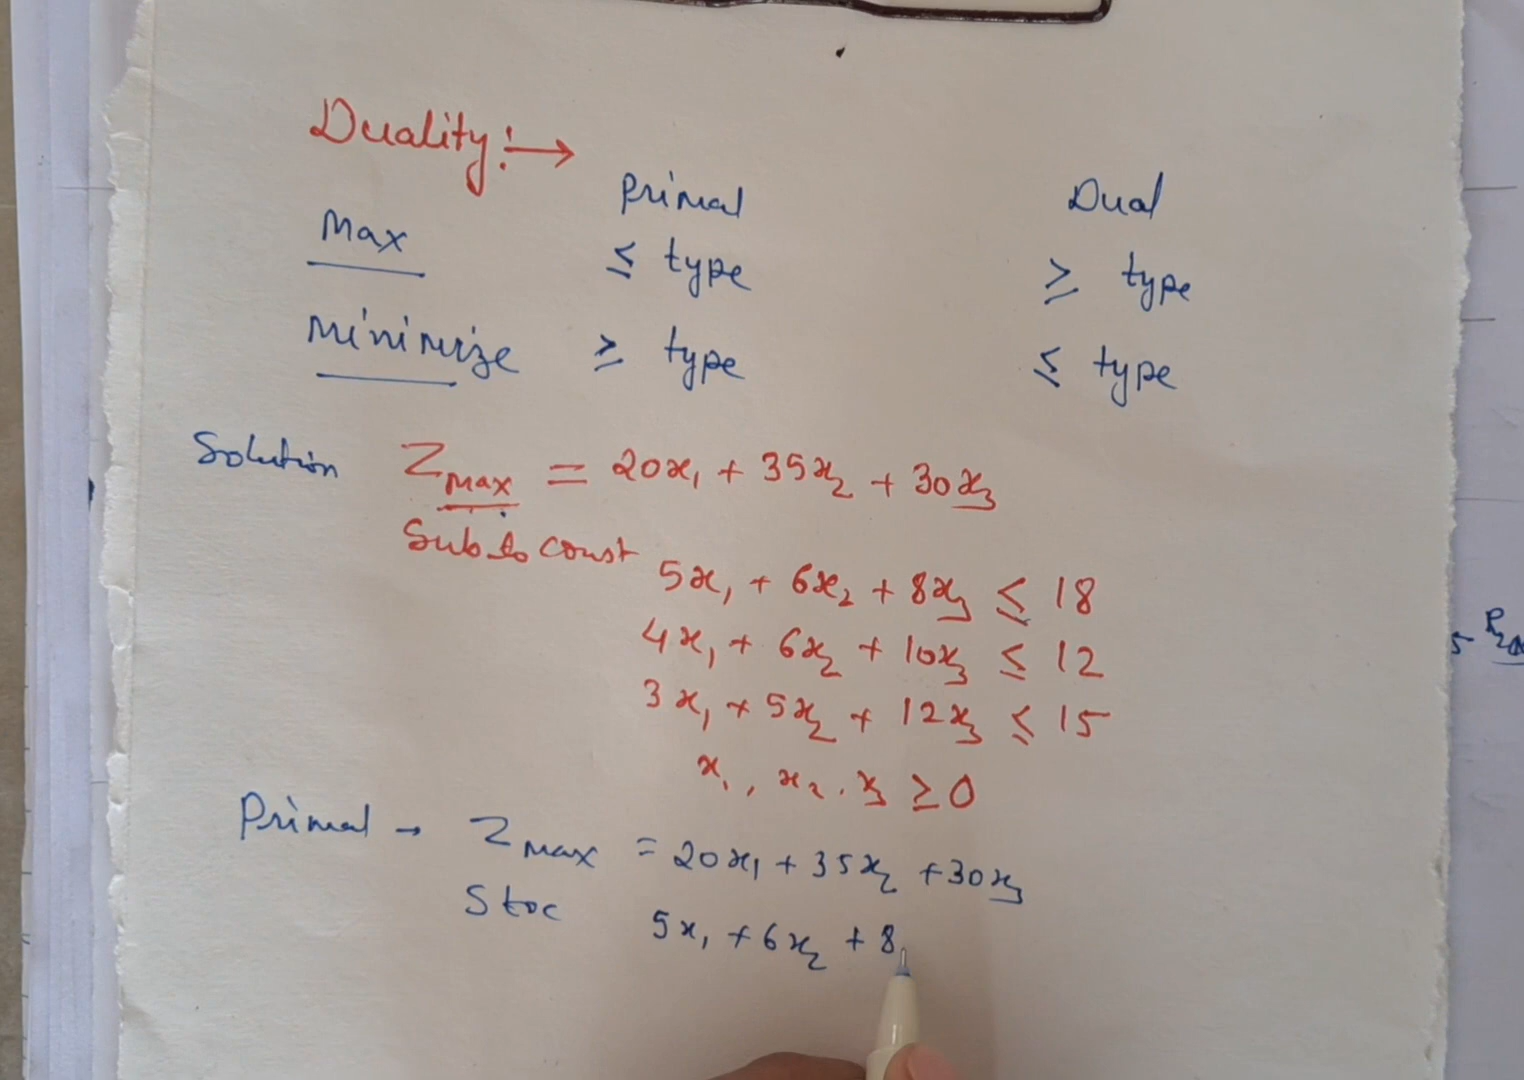 Duality:→
Primal Dual
Max ≤ type ≥ type
Minimize ≥ type ≤ type
Solution Z_max = 20x₁ + 35x₂ + 30x₃
Sub to const
5x₁ + 6x₂ + 8x₃ ≤ 18
4x₁ + 6x₂ + 10x₃ ≤ 12
3x₁ + 5x₂ + 12x₃ ≤ 15
x₁, x₂, x₃ ≥ 0
Primal → Z_max = 20x₁ + 35x₂ + 30x₃
Stoc 5x₁ + 6x₂ + 8